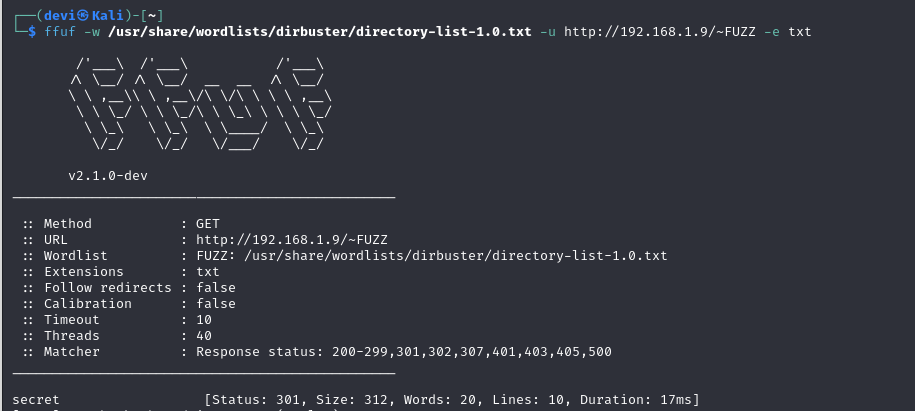 ┌──(devi㉿Kali)-[~]
└─$ ffuf -w /usr/share/wordlists/dirbuster/directory-list-1.0.txt -u http://192.168.1.9/~FUZZ -e txt
v2.1.0-dev
:: Method : GET
:: URL : http://192.168.1.9/~FUZZ
:: Wordlist : FUZZ: /usr/share/wordlists/dirbuster/directory-list-1.0.txt
:: Extensions : txt
:: Follow redirects : false
:: Calibration : false
:: Timeout : 10
:: Threads : 40
:: Matcher : Response status: 200-299,301,302,307,401,403,405,500
secret [Status: 301, Size: 312, Words: 20, Lines: 10, Duration: 17ms]